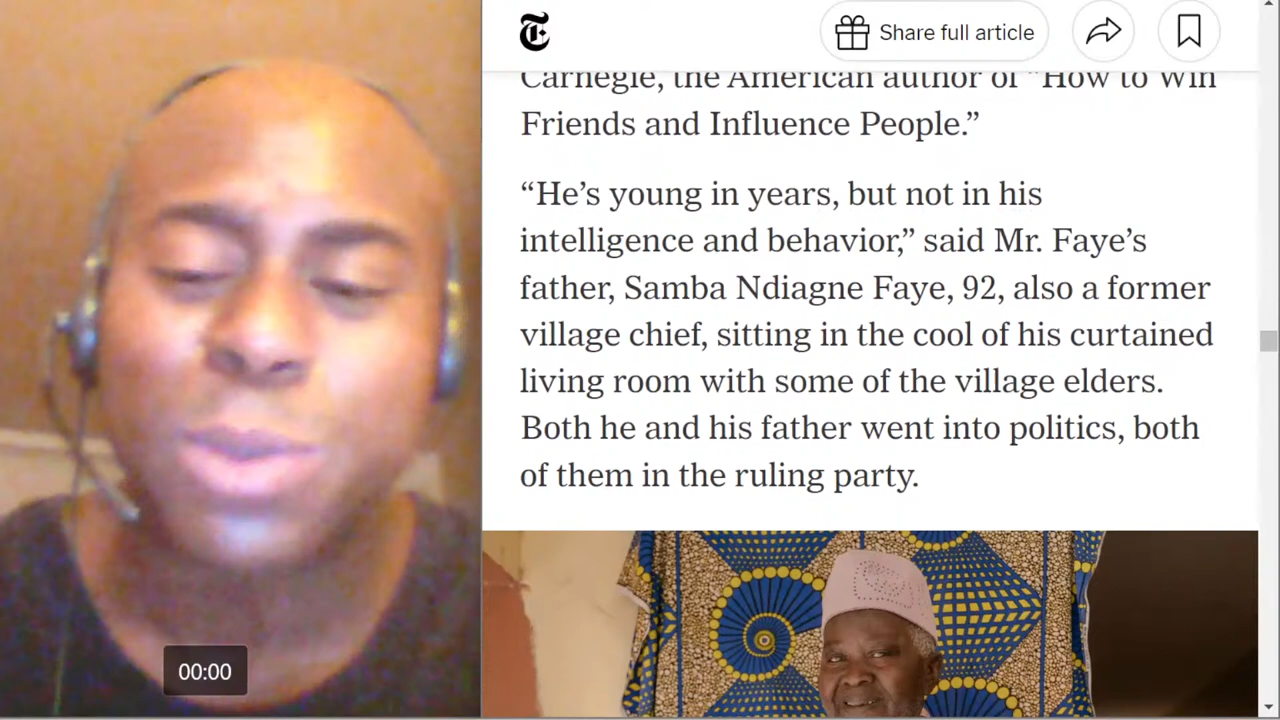 Share full article
Carnegie, the American author of “How to Win
Friends and Influence People.”
“He’s young in years, but not in his
intelligence and behavior,” said Mr. Faye’s
father, Samba Ndiagne Faye, 92, also a former
village chief, sitting in the cool of his curtained
living room with some of the village elders.
Both he and his father went into politics, both
of them in the ruling party.
00:00